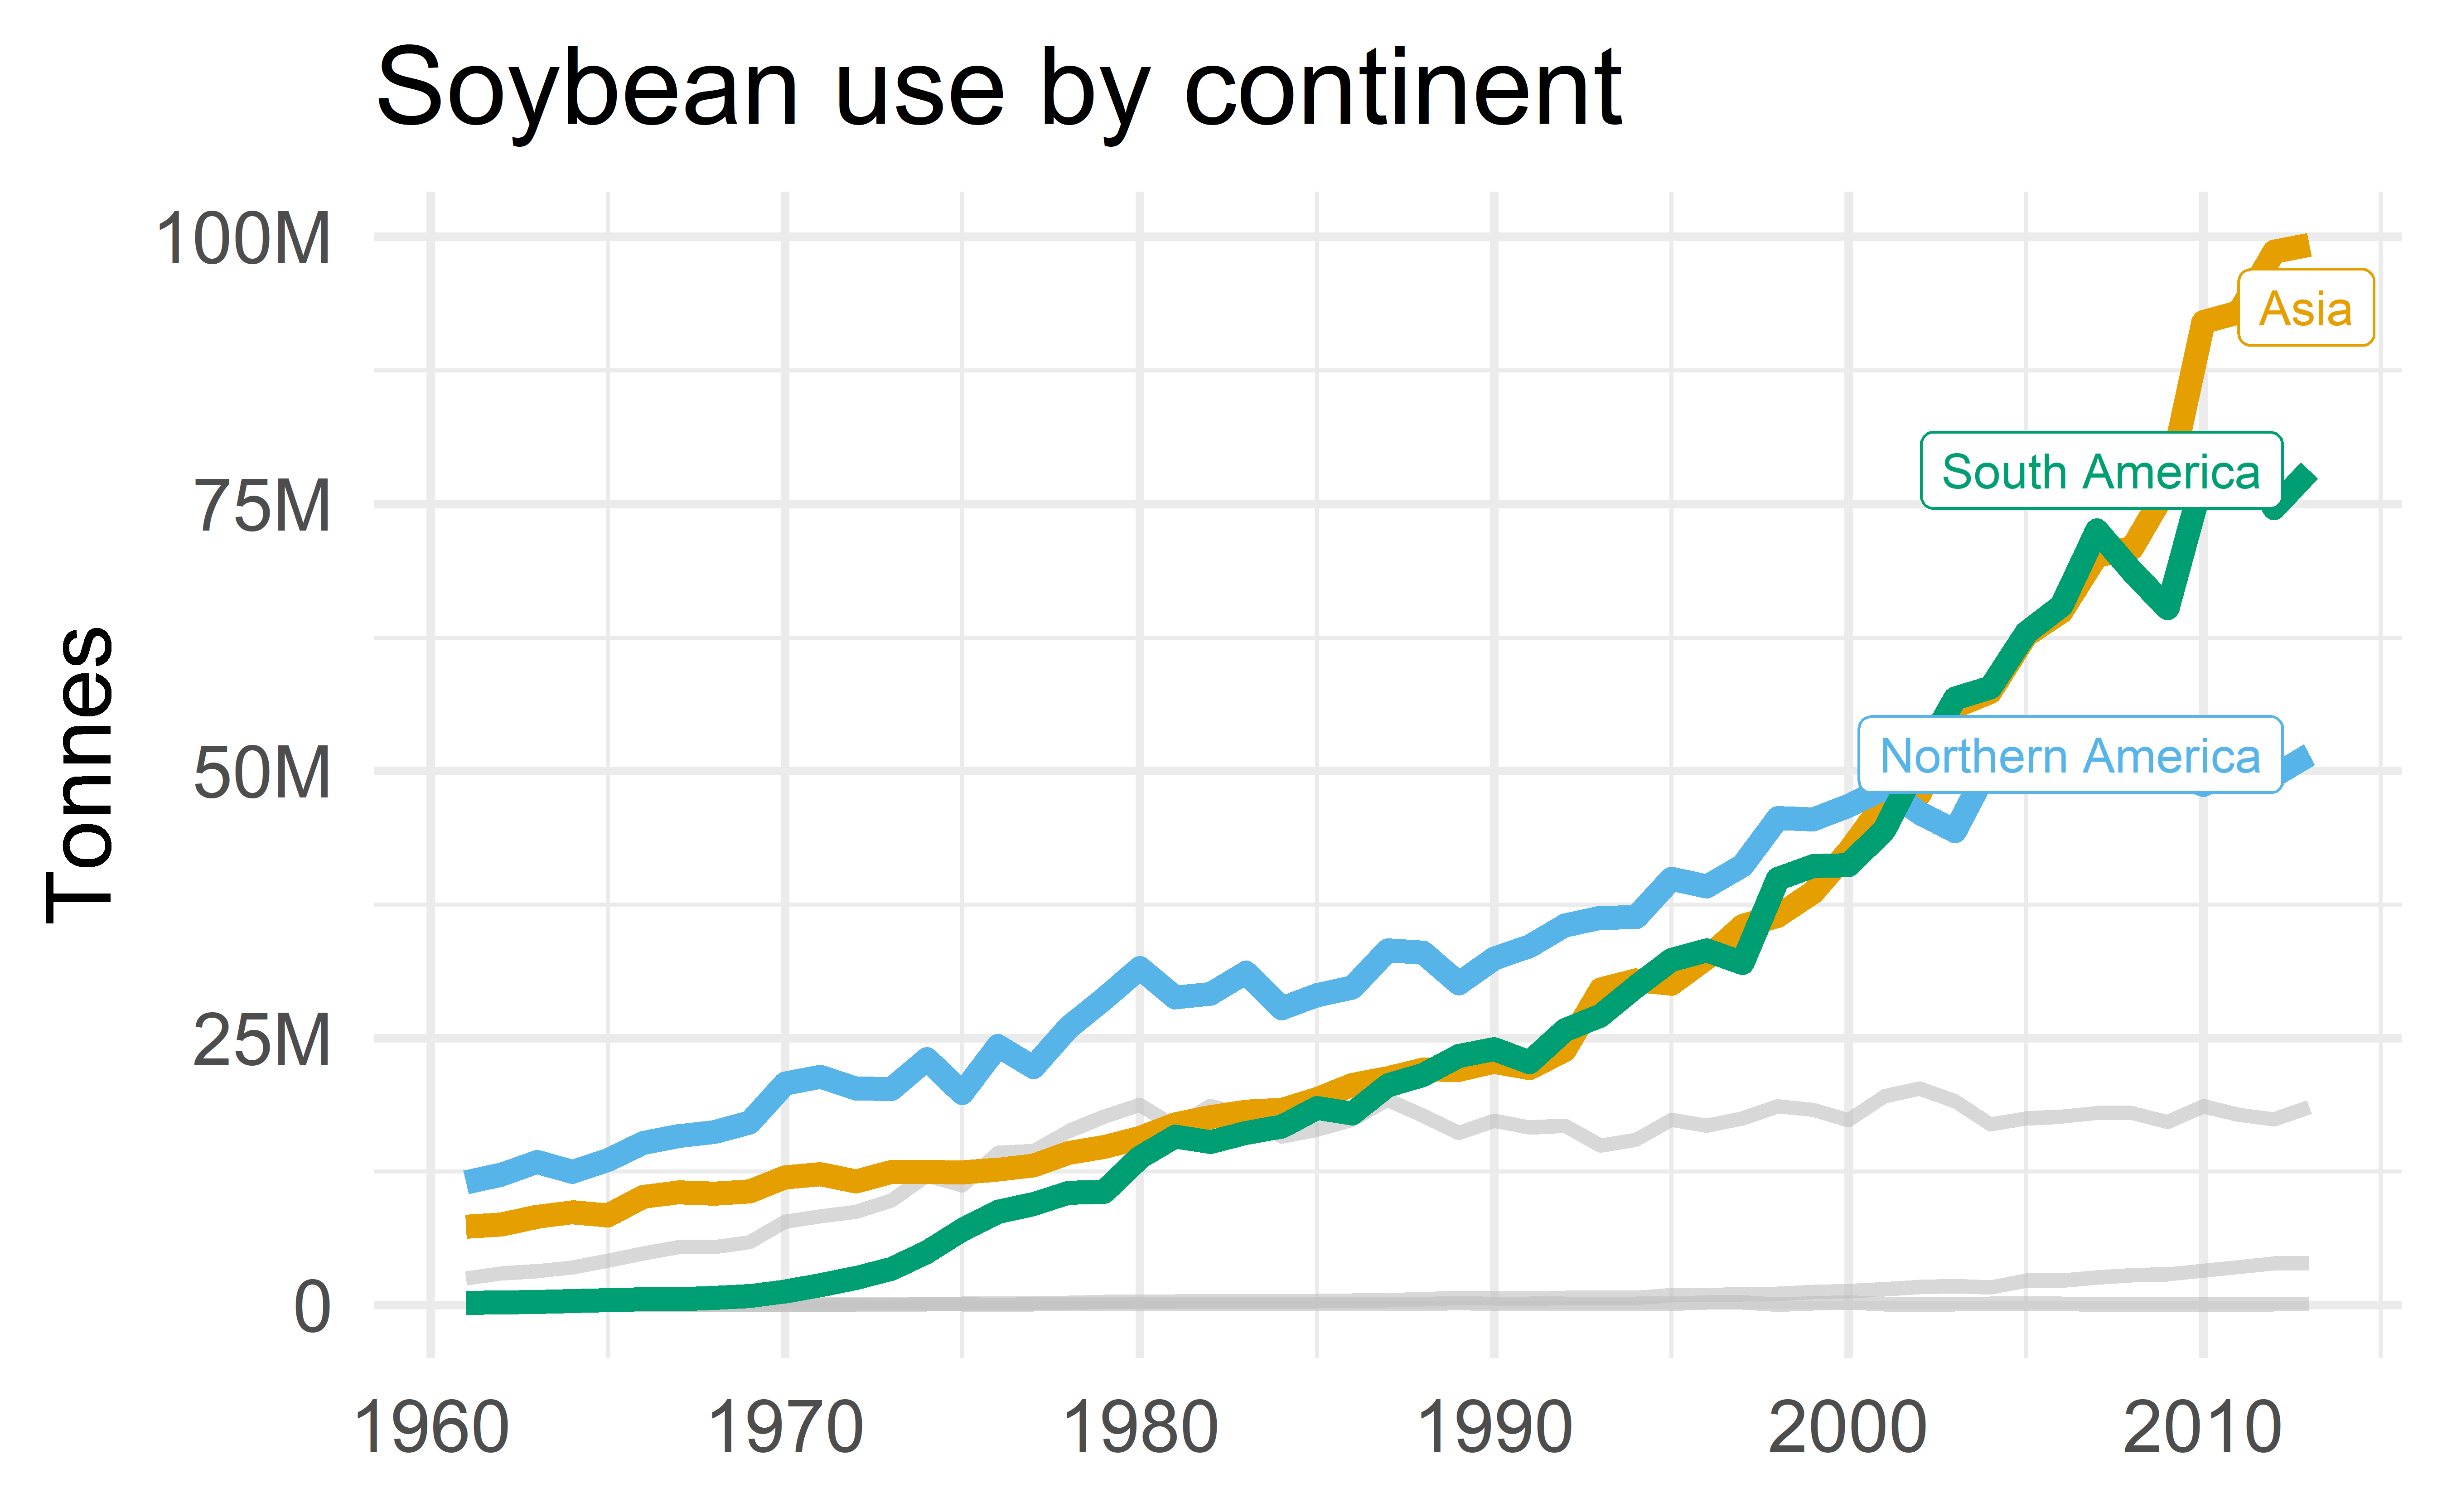 Soybean use by continent
Tonnes
100M
75M
50M
25M
0
Asia
South America
Northern America
1960 1970 1980 1990 2000 2010